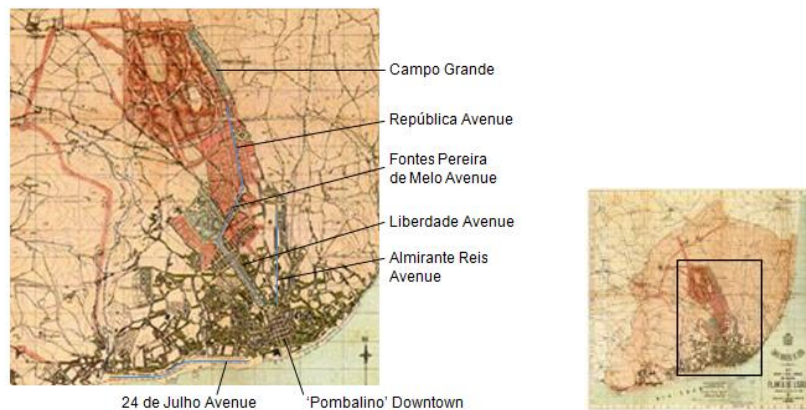 Campo Grande
República Avenue
Fontes Pereira
de Melo Avenue
Liberdade Avenue
Almirante Reis
Avenue
24 de Julho Avenue
'Pombalino' Downtown